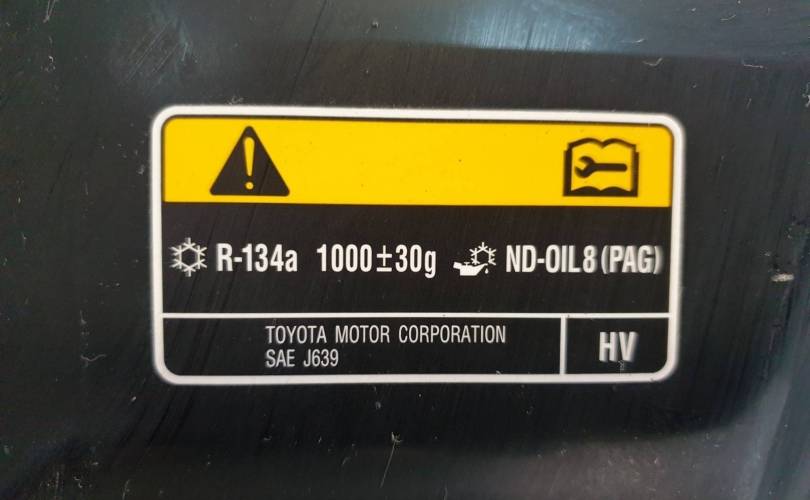 R-134a 1000±30g ND-OIL8(PAG)
TOYOTA MOTOR CORPORATION
SAE J639
HV